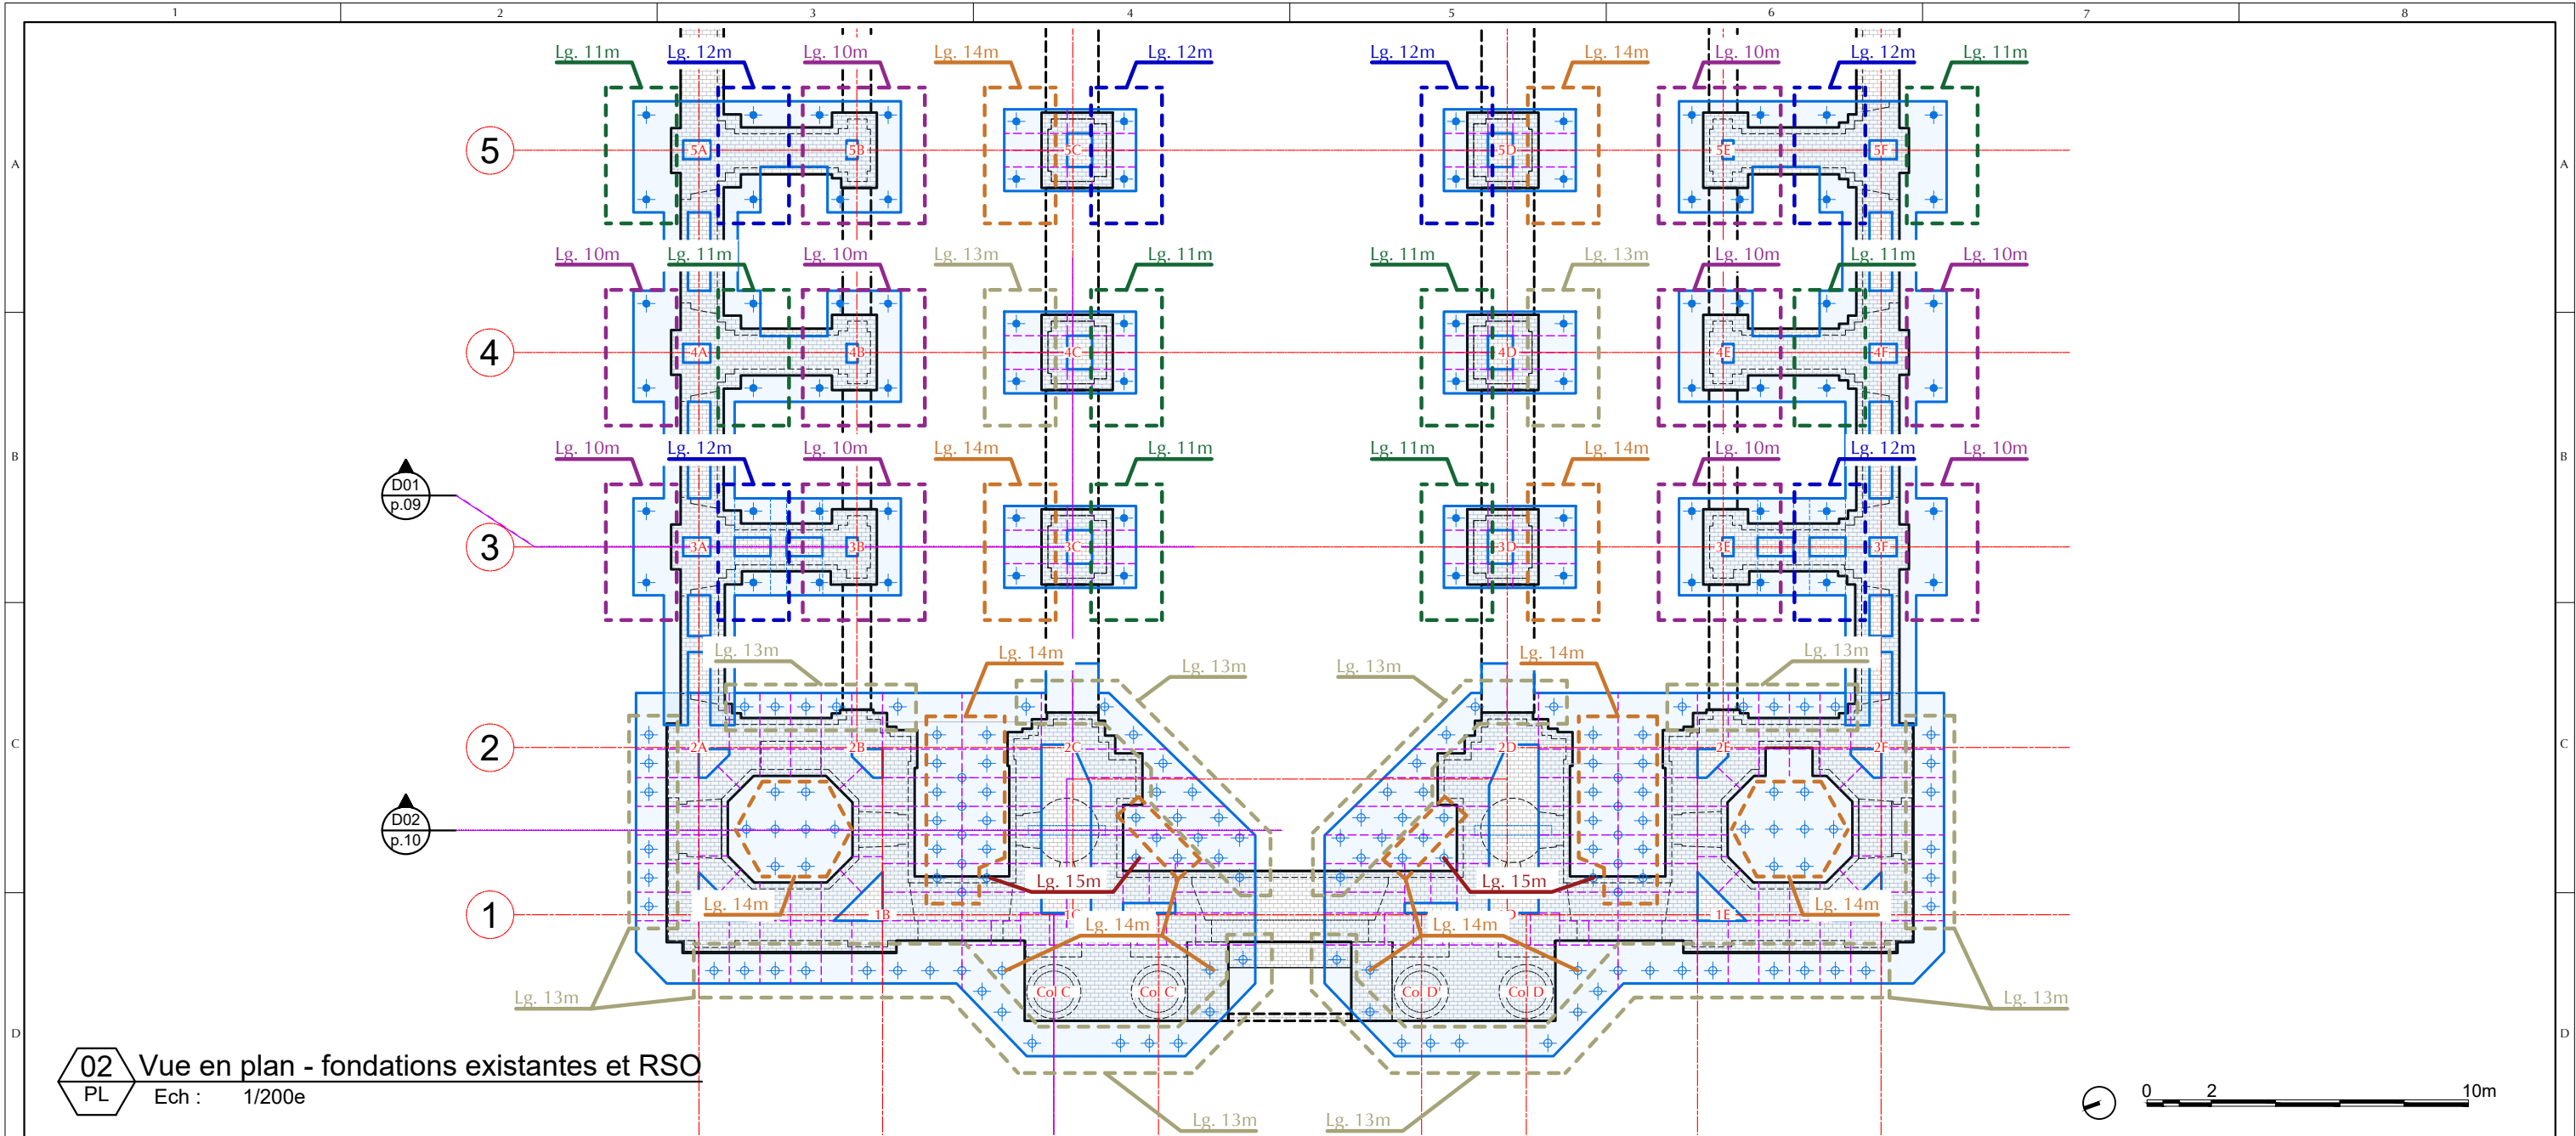 1 2 3 4 5 6 7 8
Lg. 11m Lg. 12m Lg. 10m Lg. 14m Lg. 12m Lg. 12m Lg. 14m Lg. 10m Lg. 12m Lg. 11m
A 5 5A 5B 5C 5D 5E 5F A
Lg. 10m Lg. 11m Lg. 10m Lg. 13m Lg. 11m Lg. 11m Lg. 13m Lg. 10m Lg. 11m Lg. 10m
4 4A 4B 4C 4D 4E 4F
Lg. 10m Lg. 12m Lg. 10m Lg. 14m Lg. 11m Lg. 11m Lg. 14m Lg. 10m Lg. 12m Lg. 10m
B B
D01
p.09
3 3A 3B 3C 3D 3E 3F
Lg. 13m Lg. 14m Lg. 13m Lg. 13m Lg. 14m Lg. 13m
C 2 2A 2B 2C 2D 2E 2F C
D02
p.10
Lg. 15m Lg. 15m
Lg. 14m Lg. 14m
1 1B 1C 1E
Lg. 14m Lg. 14m
Col C Col C' Col D' Col D
Lg. 13m Lg. 13m
D D
02 Vue en plan - fondations existantes et RSO
PL Ech : 1/200e
0 2 10m
Lg. 13m Lg. 13m